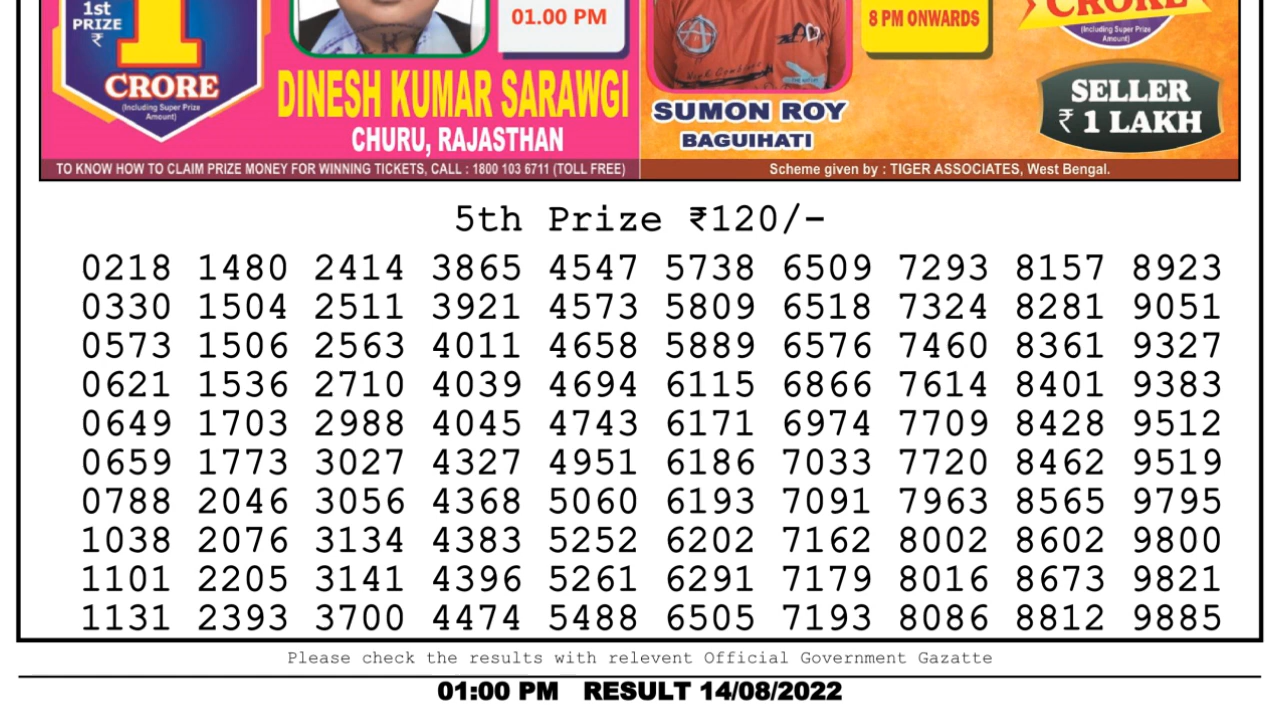 1st
PRIZE
₹
1
CRORE
(Including Super Prize
Amount)
01.00 PM
DINESH KUMAR SARAWGI
CHURU, RAJASTHAN
8 PM ONWARDS
SUMON ROY
BAGUIHATI
CRORE
(Including Super Prize
Amount)
SELLER
₹ 1 LAKH
TO KNOW HOW TO CLAIM PRIZE MONEY FOR WINNING TICKETS, CALL : 1800 103 6711 (TOLL FREE)
Scheme given by : TIGER ASSOCIATES, West Bengal.
5th Prize ₹120/-
0218 1480 2414 3865 4547 5738 6509 7293 8157 8923
0330 1504 2511 3921 4573 5809 6518 7324 8281 9051
0573 1506 2563 4011 4658 5889 6576 7460 8361 9327
0621 1536 2710 4039 4694 6115 6866 7614 8401 9383
0649 1703 2988 4045 4743 6171 6974 7709 8428 9512
0659 1773 3027 4327 4951 6186 7033 7720 8462 9519
0788 2046 3056 4368 5060 6193 7091 7963 8565 9795
1038 2076 3134 4383 5252 6202 7162 8002 8602 9800
1101 2205 3141 4396 5261 6291 7179 8016 8673 9821
1131 2393 3700 4474 5488 6505 7193 8086 8812 9885
Please check the results with relevent Official Government Gazatte
01:00 PM RESULT 14/08/2022